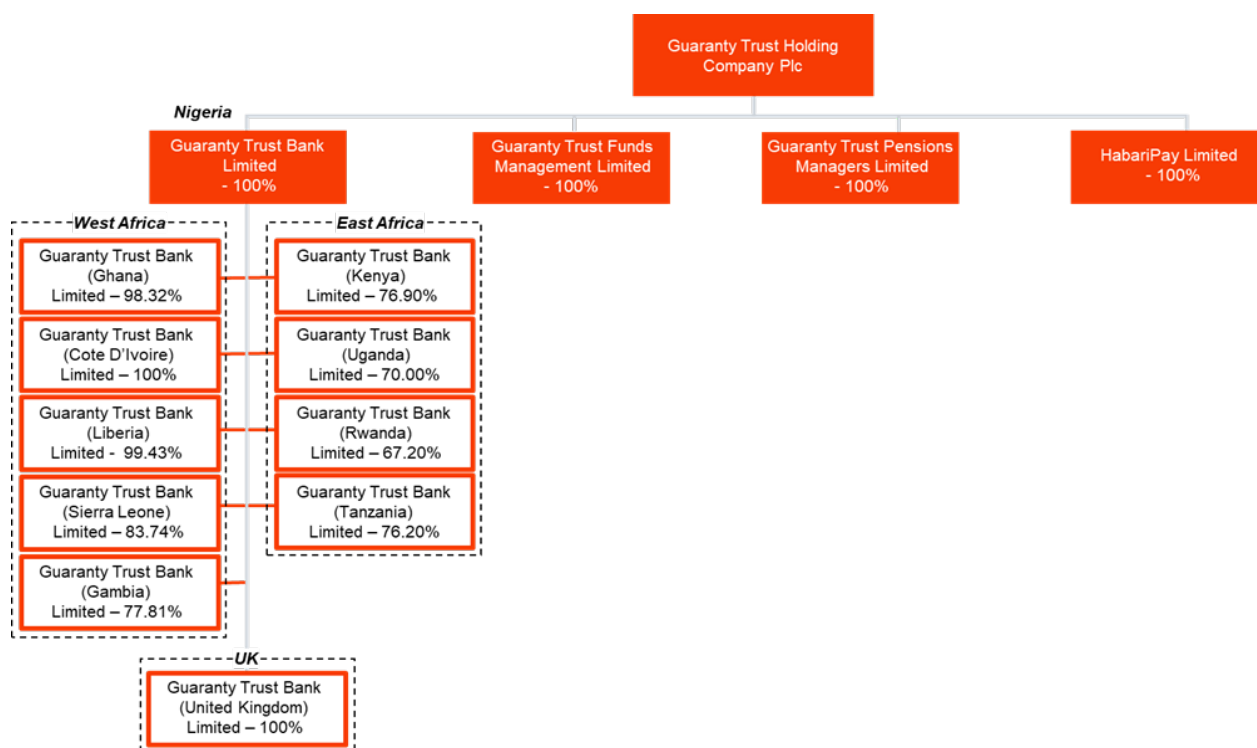 Guaranty Trust Holding
Company Plc
Nigeria
Guaranty Trust Bank
Limited
- 100%
Guaranty Trust Funds
Management Limited
- 100%
Guaranty Trust Pensions
Managers Limited
- 100%
HabariPay Limited
- 100%
West Africa
Guaranty Trust Bank
(Ghana)
Limited – 98.32%
Guaranty Trust Bank
(Cote D’Ivoire)
Limited – 100%
Guaranty Trust Bank
(Liberia)
Limited - 99.43%
Guaranty Trust Bank
(Sierra Leone)
Limited – 83.74%
Guaranty Trust Bank
(Gambia)
Limited – 77.81%
East Africa
Guaranty Trust Bank
(Kenya)
Limited – 76.90%
Guaranty Trust Bank
(Uganda)
Limited – 70.00%
Guaranty Trust Bank
(Rwanda)
Limited – 67.20%
Guaranty Trust Bank
(Tanzania)
Limited – 76.20%
UK
Guaranty Trust Bank
(United Kingdom)
Limited – 100%